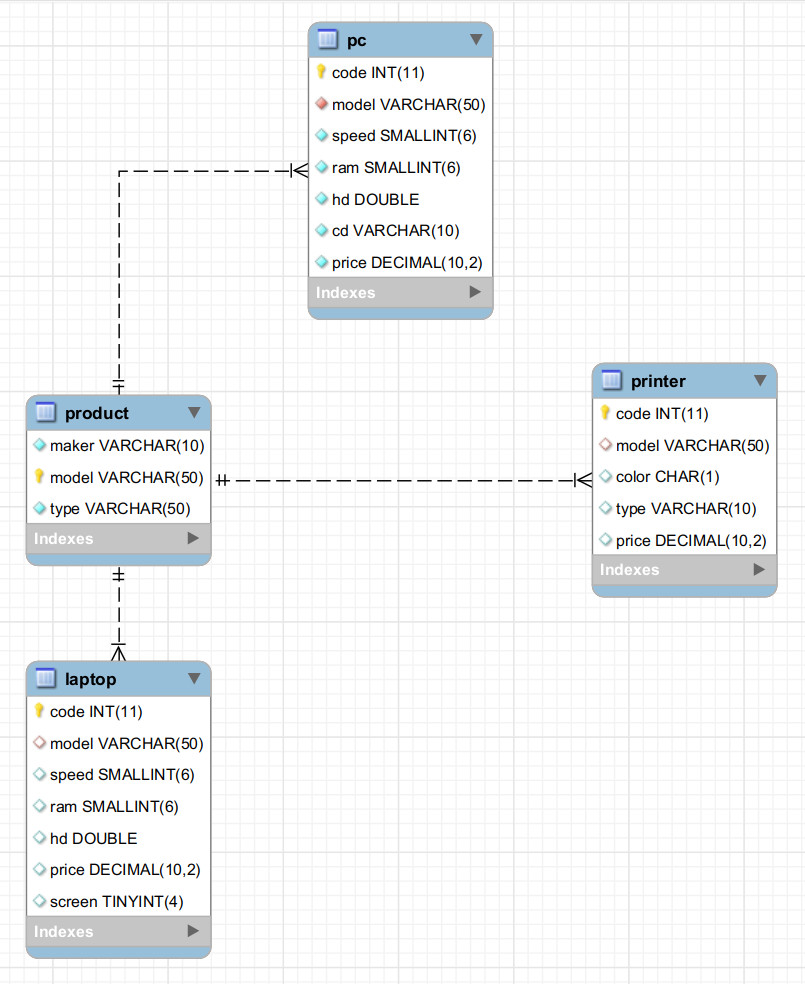 pc
code INT(11)
model VARCHAR(50)
speed SMALLINT(6)
ram SMALLINT(6)
hd DOUBLE
cd VARCHAR(10)
price DECIMAL(10,2)
Indexes
printer
code INT(11)
model VARCHAR(50)
color CHAR(1)
type VARCHAR(10)
price DECIMAL(10,2)
Indexes
product
maker VARCHAR(10)
model VARCHAR(50)
type VARCHAR(50)
Indexes
laptop
code INT(11)
model VARCHAR(50)
speed SMALLINT(6)
ram SMALLINT(6)
hd DOUBLE
price DECIMAL(10,2)
screen TINYINT(4)
Indexes